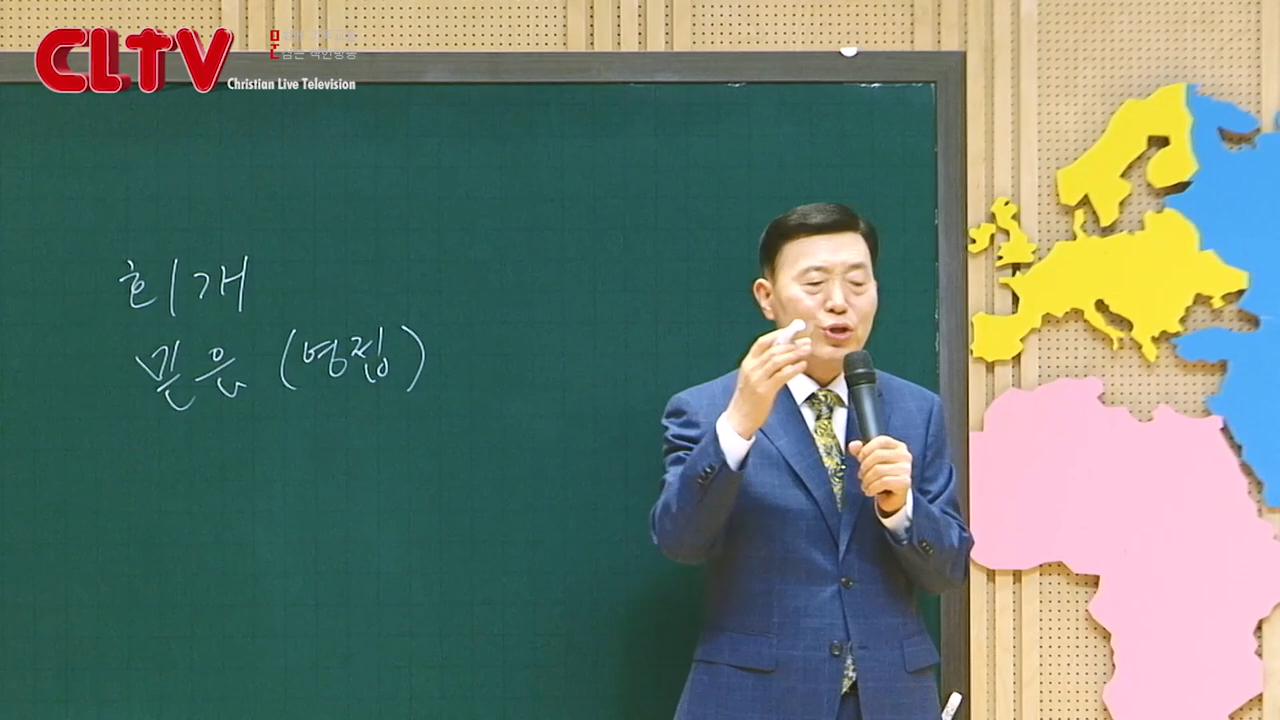 CLTV
Christian Live Television
회개
믿음 (영접)